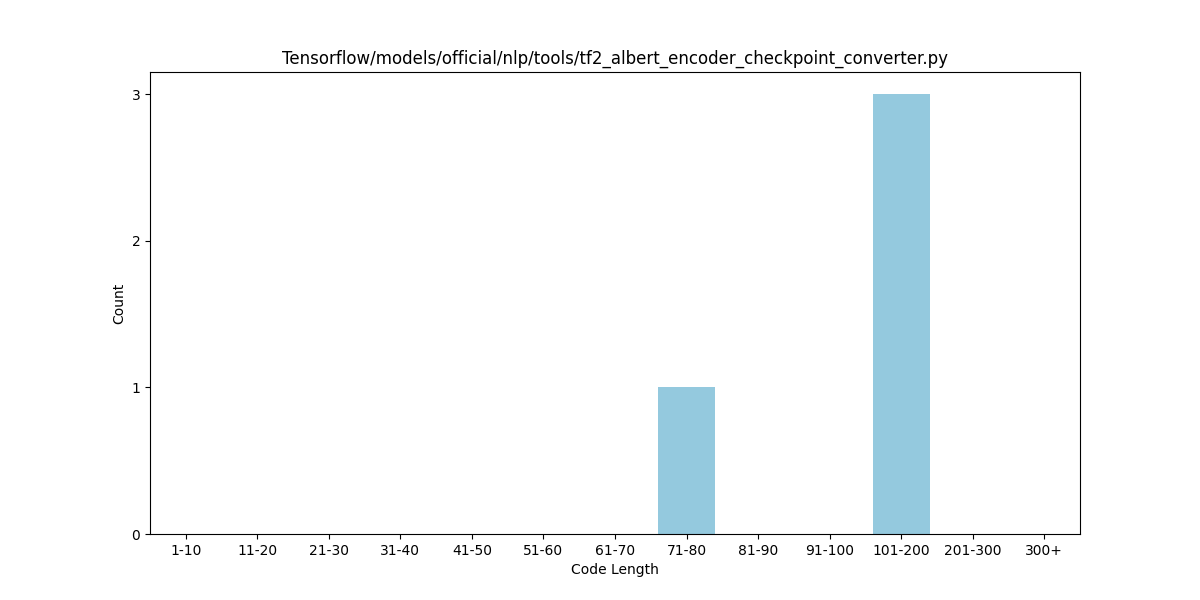 Tensorflow/models/official/nlp/tools/tf2_albert_encoder_checkpoint_converter.py
3
2
1
0
Count
1-10 11-20 21-30 31-40 41-50 51-60 61-70 71-80 81-90 91-100 101-200 201-300 300+
Code Length